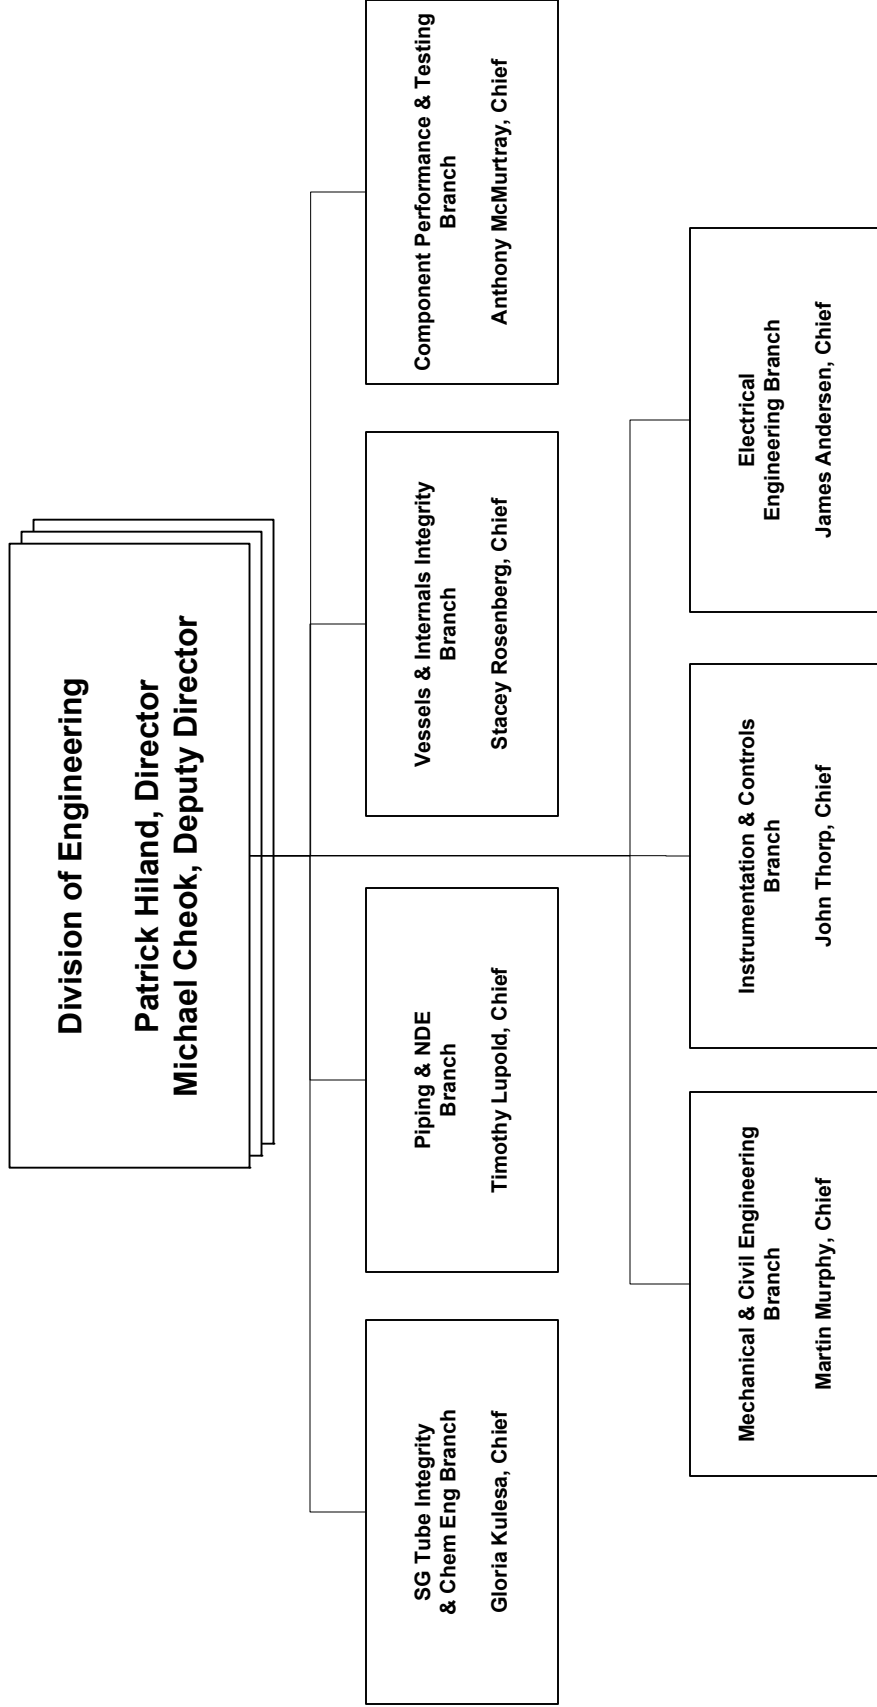 Division of Engineering
Patrick Hiland, Director
Michael Cheok, Deputy Director
SG Tube Integrity
& Chem Eng Branch
Gloria Kulesa, Chief
Piping & NDE
Branch
Timothy Lupold, Chief
Vessels & Internals Integrity
Branch
Stacey Rosenberg, Chief
Component Performance & Testing
Branch
Anthony McMurtray, Chief
Mechanical & Civil Engineering
Branch
Martin Murphy, Chief
Instrumentation & Controls
Branch
John Thorp, Chief
Electrical
Engineering Branch
James Andersen, Chief